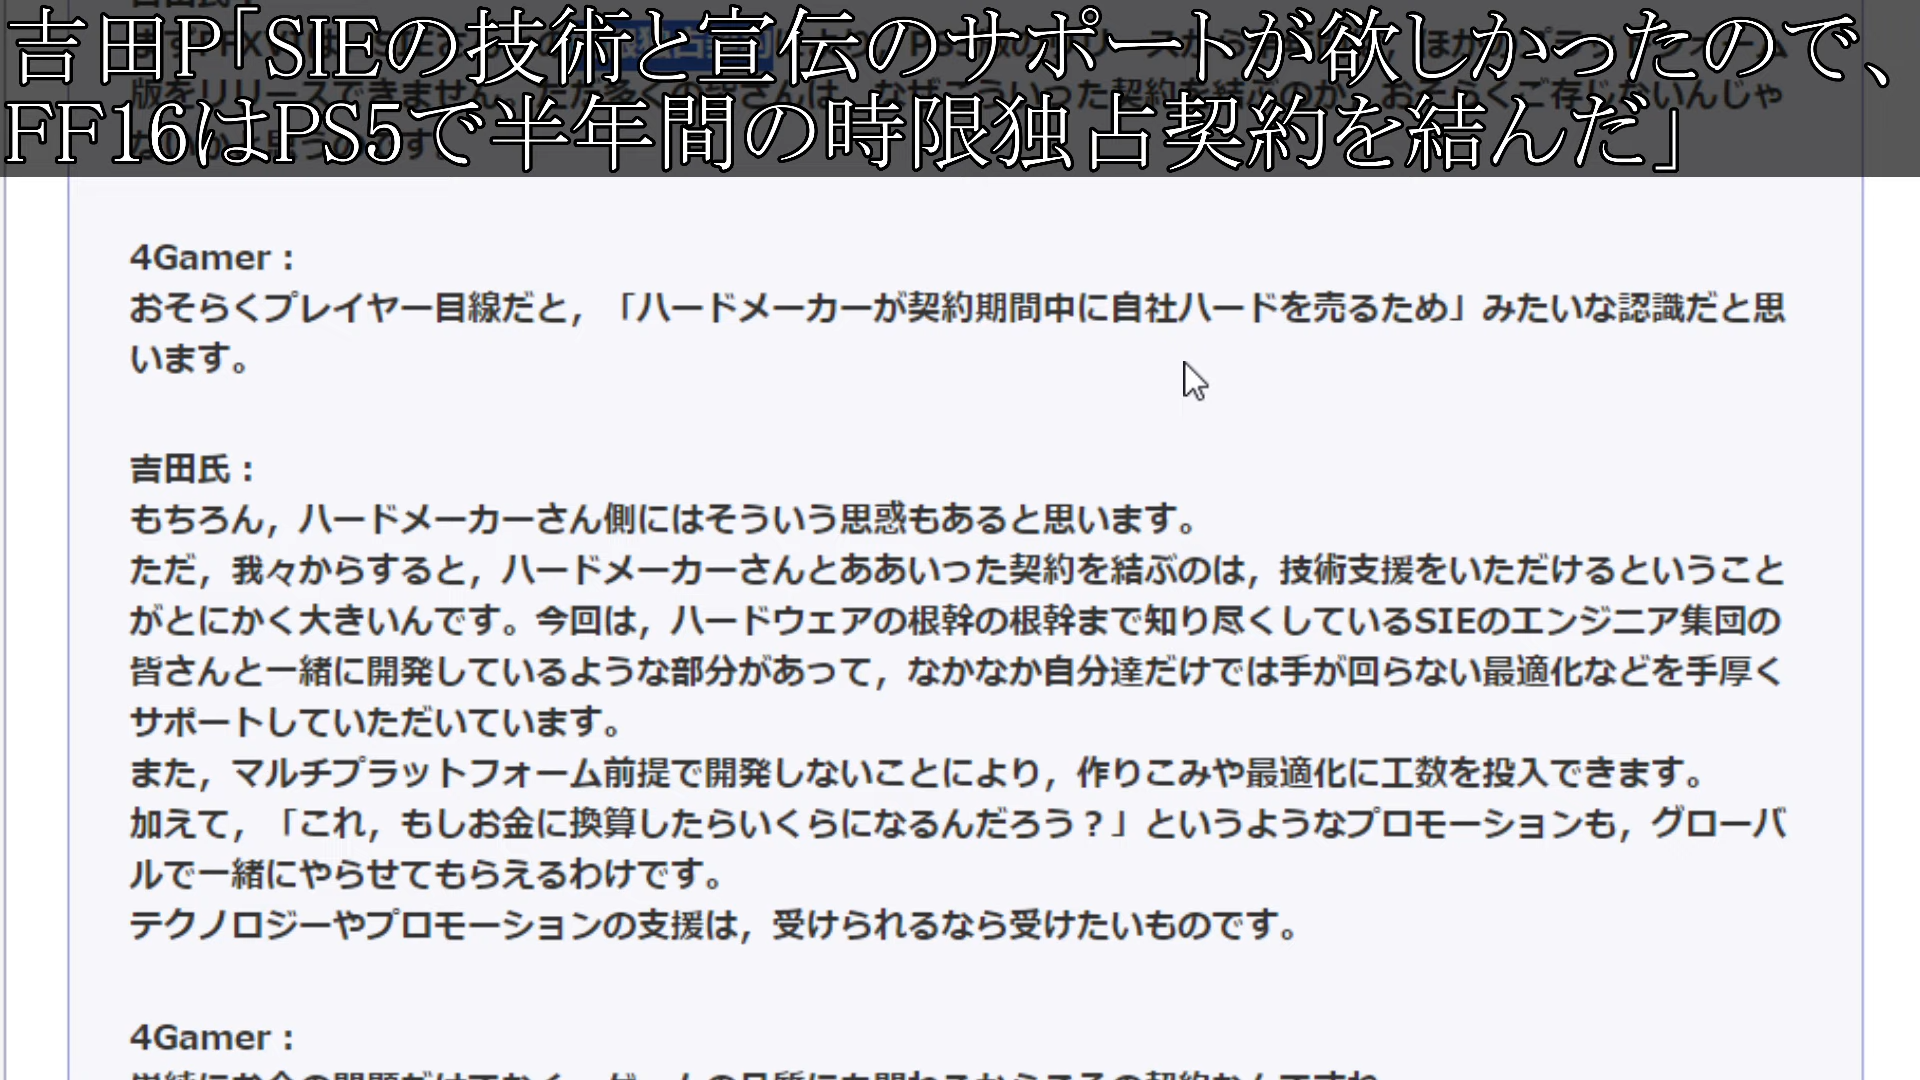 吉田P「SIEの技術と宣伝のサポートが欲しかったので、
FF16はPS5で半年間の時限独占契約を結んだ」
4Gamer：
おそらくプレイヤー目線だと，「ハードメーカーが契約期間中に自社ハードを売るため」みたいな認識だと思
います。
吉田氏：
もちろん，ハードメーカーさん側にはそういう思惑もあると思います。
ただ，我々からすると，ハードメーカーさんとああいった契約を結ぶのは，技術支援をいただけるということ
がとにかく大きいんです。今回は，ハードウェアの根幹の根幹まで知り尽くしているSIEのエンジニア集団の
皆さんと一緒に開発しているような部分があって，なかなか自分達だけでは手が回らない最適化などを手厚く
サポートしていただいています。
また，マルチプラットフォーム前提で開発しないことにより，作りこみや最適化に工数を投入できます。
加えて，「これ，もしお金に換算したらいくらになるんだろう？」というようなプロモーションも，グローバ
ルで一緒にやらせてもらえるわけです。
テクノロジーやプロモーションの支援は，受けられるなら受けたいものです。
4Gamer：